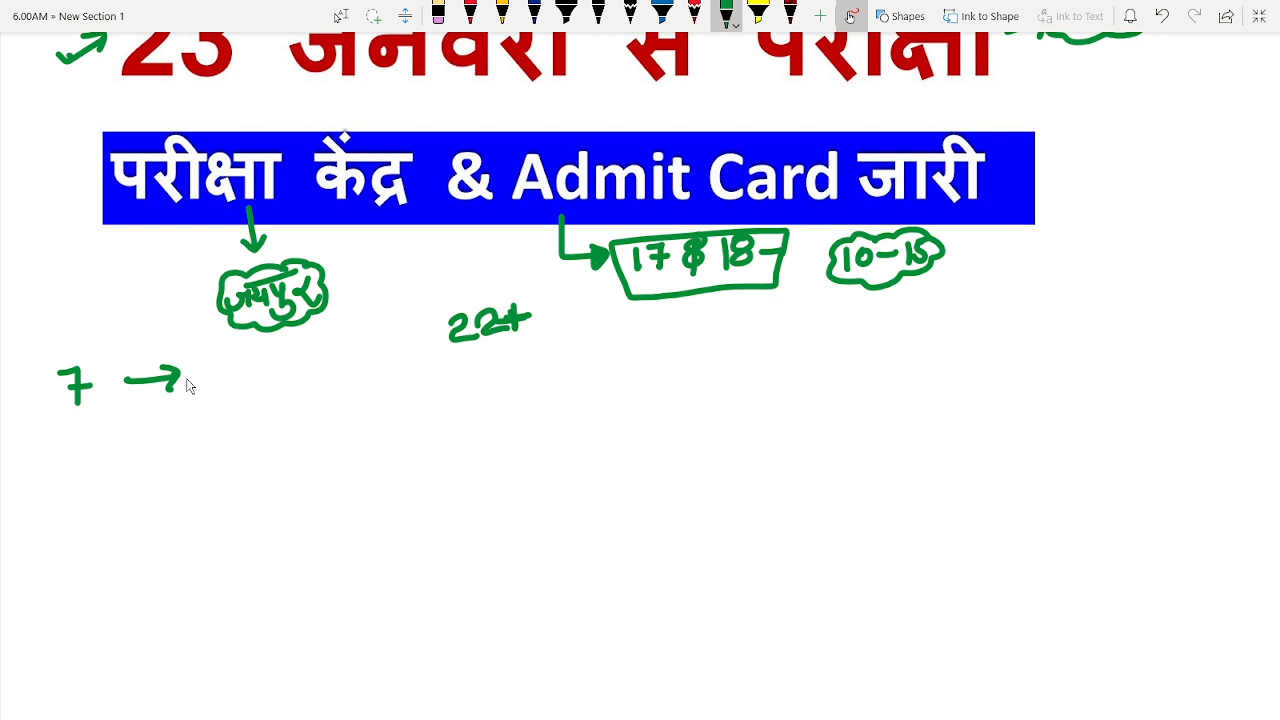 6.00AM » New Section 1
Shapes Ink to Shape Ink to Text
23 जनवरी से परीक्षा
परीक्षा केंद्र & Admit Card जारी
17 & 18- 10-15
जयपुर
22+
7 →